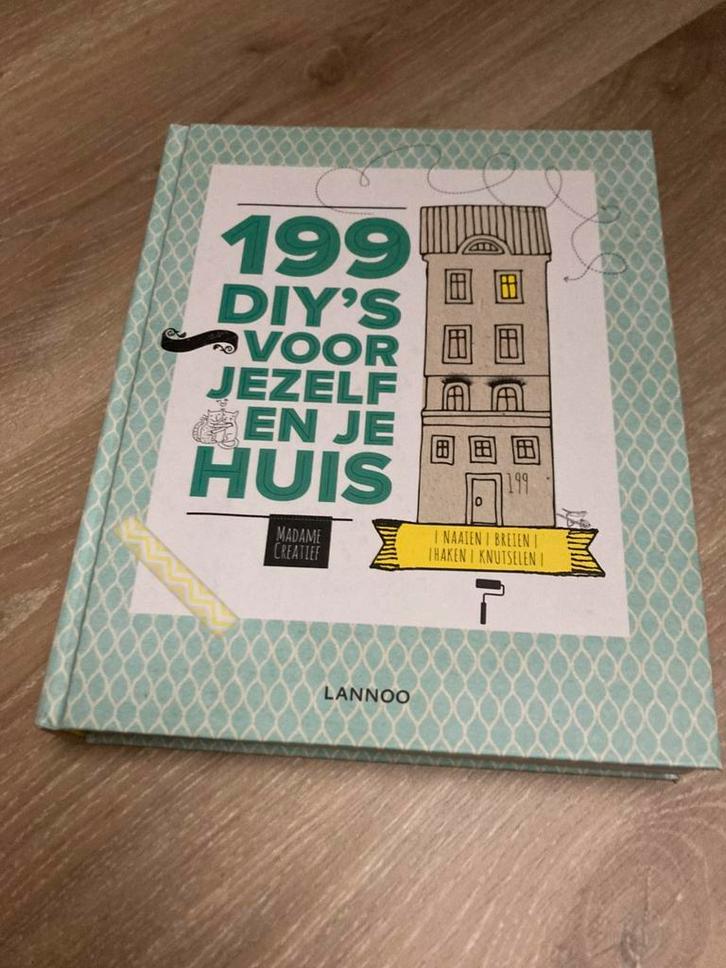 199
DIY'S
VOOR
JEZELF
EN JE
HUIS
199
MADAME
CREATIEF
| NAAIEN | BREIEN |
| HAKEN | KNUTSELEN |
LANNOO